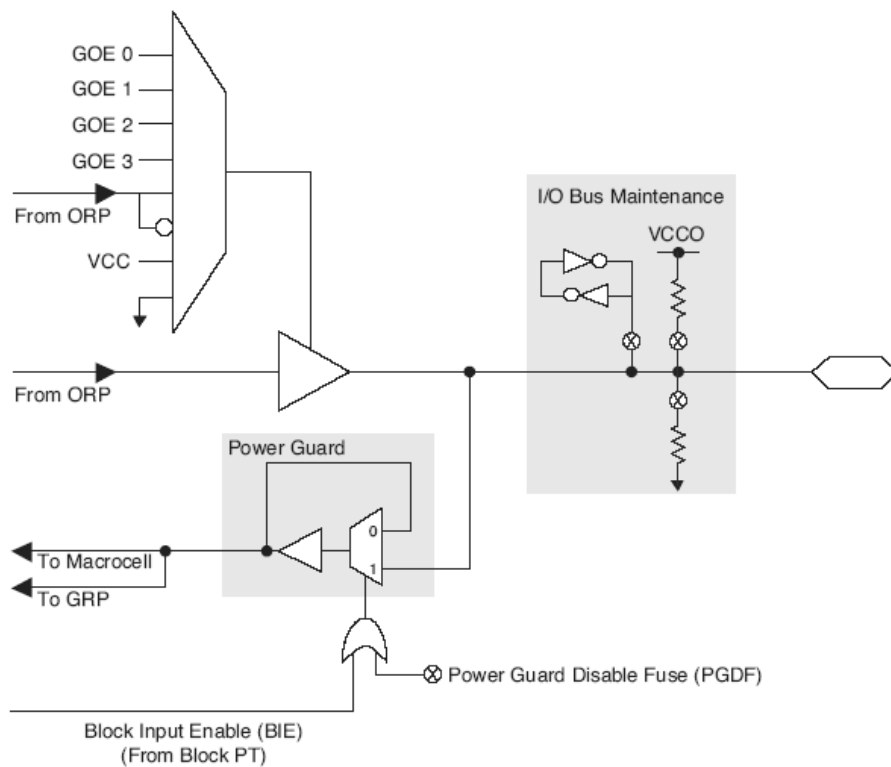 GOE 0
GOE 1
GOE 2
GOE 3
From ORP
VCC
From ORP
I/O Bus Maintenance
VCCO
Power Guard
0
1
To Macrocell
To GRP
Power Guard Disable Fuse (PGDF)
Block Input Enable (BIE)
(From Block PT)